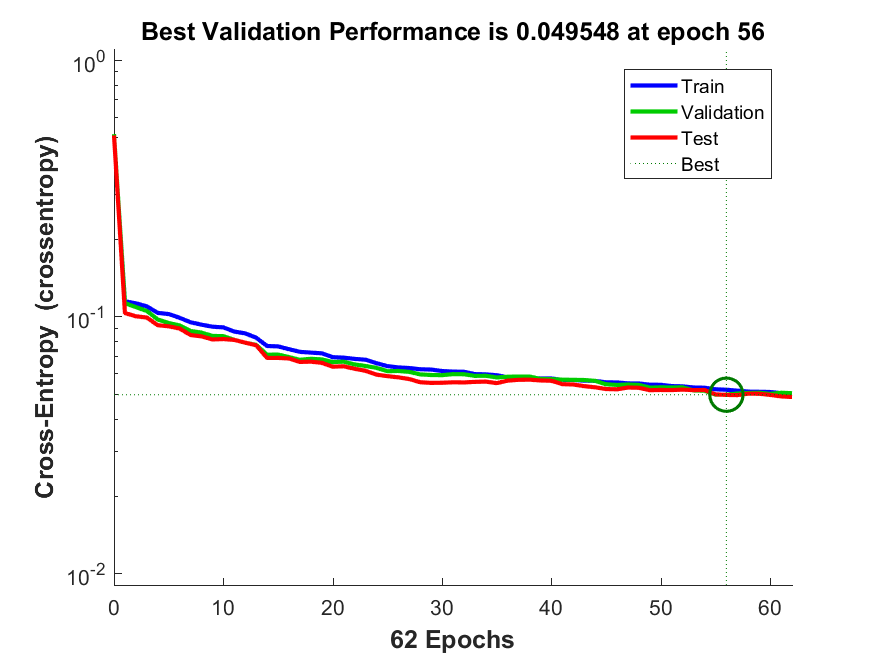 Best Validation Performance is 0.049548 at epoch 56
10^0
Train
Validation
Test
Best
Cross-Entropy (crossentropy)
10^-1
10^-2
0 10 20 30 40 50 60
62 Epochs